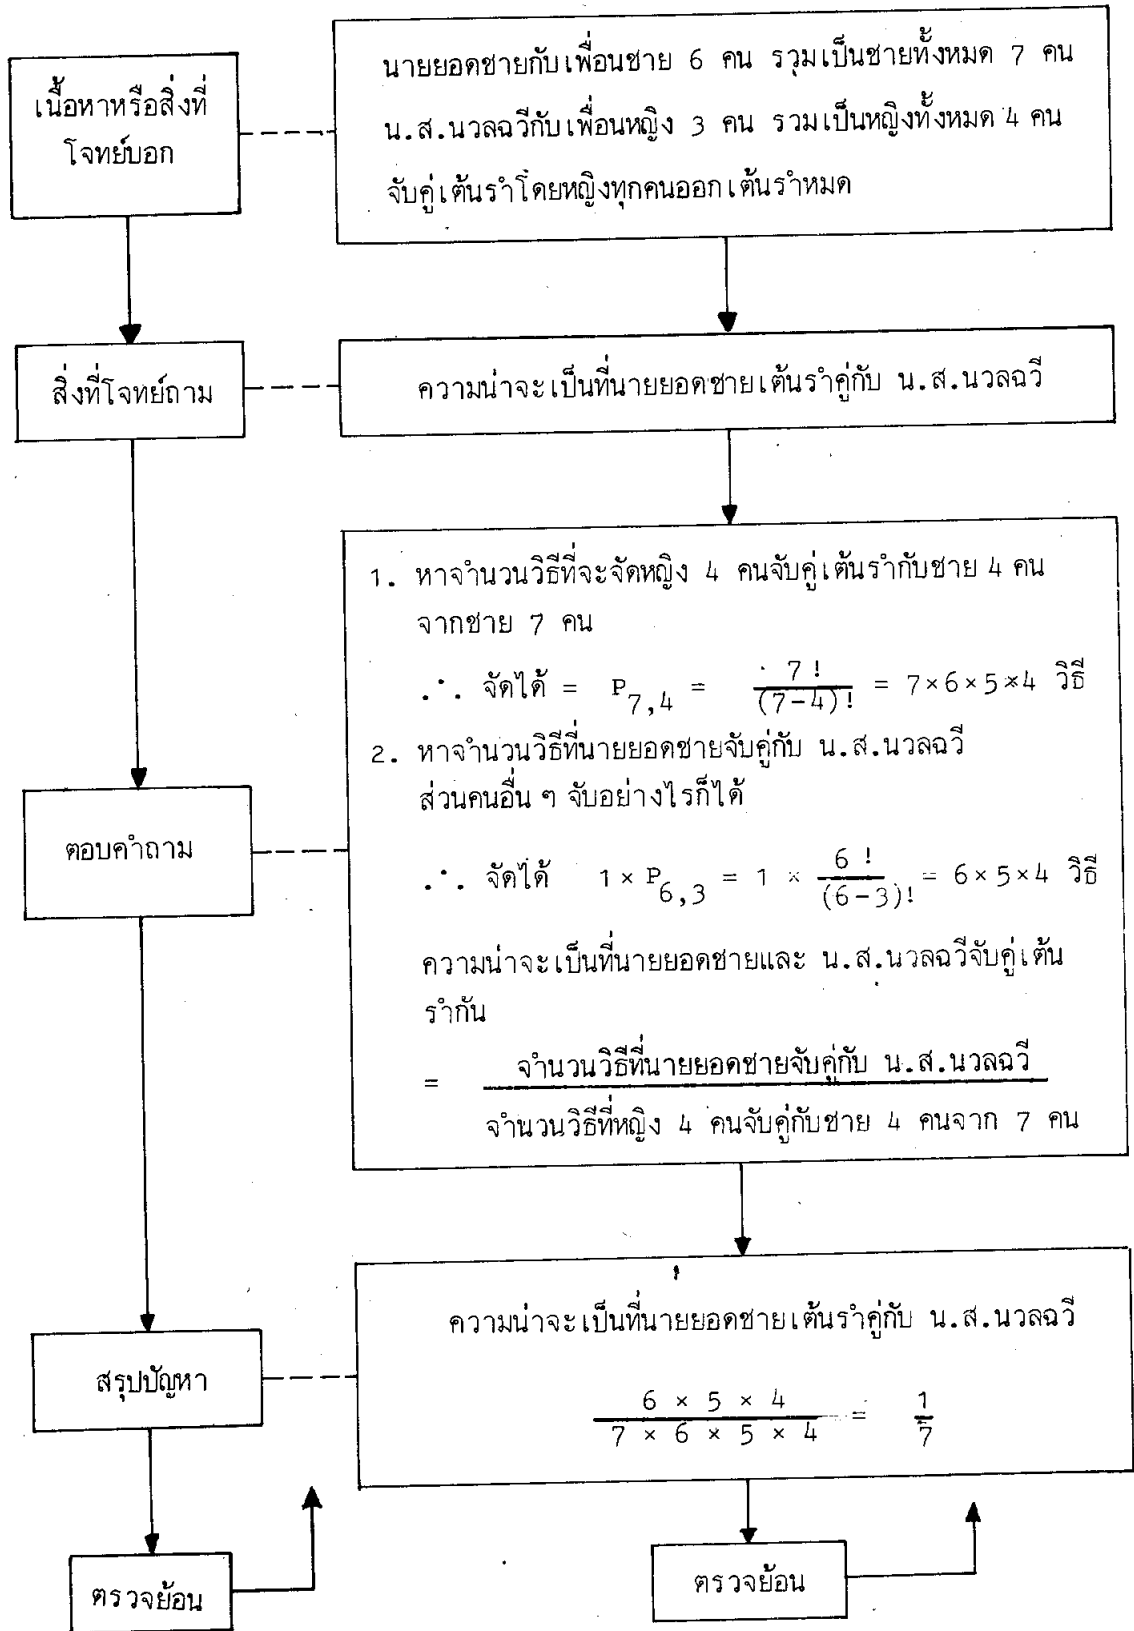 เนื้อหาหรือสิ่งที่
โจทย์บอก
นายยอดชายกับเพื่อนชาย 6 คน รวมเป็นชายทั้งหมด 7 คน
น.ส.นวลฉวีกับเพื่อนหญิง 3 คน รวมเป็นหญิงทั้งหมด 4 คน
จับคู่เต้นรำโดยหญิงทุกคนออกเต้นรำหมด
สิ่งที่โจทย์ถาม
ความน่าจะเป็นที่นายยอดชายเต้นรำคู่กับ น.ส.นวลฉวี
ตอบคำถาม
1. หาจำนวนวิธีที่จะจัดหญิง 4 คนจับคู่เต้นรำกับชาย 4 คน
จากชาย 7 คน
∴ จัดได้ = P7,4 = 7!/(7-4)! = 7×6×5×4 วิธี
2. หาจำนวนวิธีที่นายยอดชายจับคู่กับ น.ส.นวลฉวี
ส่วนคนอื่น ๆ จับอย่างไรก็ได้
∴ จัดได้ 1 × P6,3 = 1 × 6!/(6-3)! = 6×5×4 วิธี
ความน่าจะเป็นที่นายยอดชายและ น.ส.นวลฉวีจับคู่เต้น
รำกัน
= จำนวนวิธีที่นายยอดชายจับคู่กับ น.ส.นวลฉวี
จำนวนวิธีที่หญิง 4 คนจับคู่กับชาย 4 คนจาก 7 คน
สรุปปัญหา
ความน่าจะเป็นที่นายยอดชายเต้นรำคู่กับ น.ส.นวลฉวี
6 × 5 × 4 / 7 × 6 × 5 × 4 = 1/7
ตรวจย้อน
ตรวจย้อน